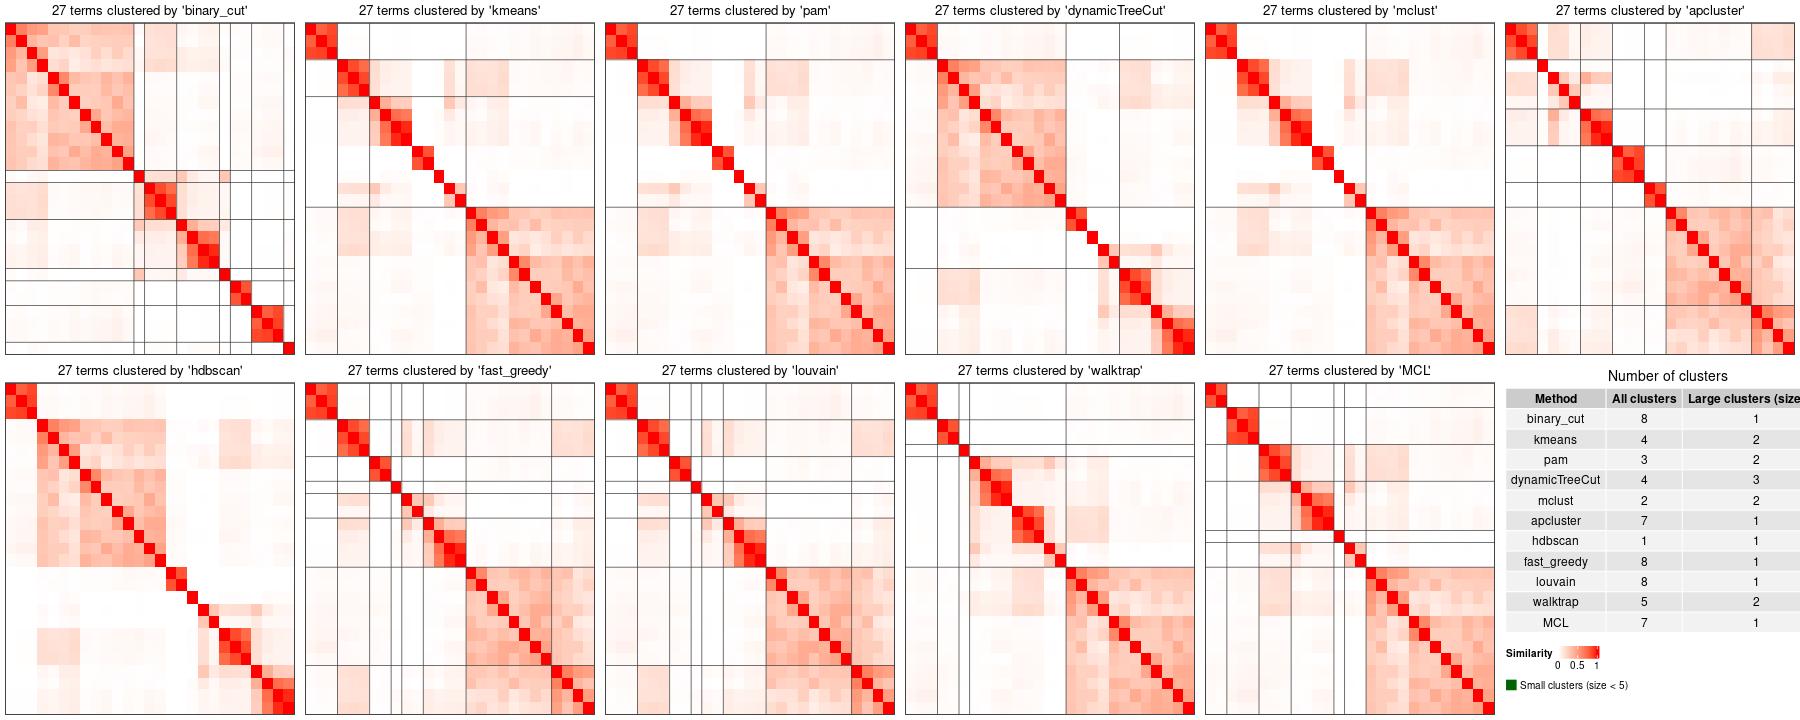 27 terms clustered by 'binary_cut'
27 terms clustered by 'kmeans'
27 terms clustered by 'pam'
27 terms clustered by 'dynamicTreeCut'
27 terms clustered by 'mclust'
27 terms clustered by 'apcluster'
27 terms clustered by 'hdbscan'
27 terms clustered by 'fast_greedy'
27 terms clustered by 'louvain'
27 terms clustered by 'walktrap'
27 terms clustered by 'MCL'
Number of clusters
Method All clusters Large clusters (size
binary_cut 8 1
kmeans 4 2
pam 3 2
dynamicTreeCut 4 3
mclust 2 2
apcluster 7 1
hdbscan 1 1
fast_greedy 8 1
louvain 8 1
walktrap 5 2
MCL 7 1
Similarity
0 0.5 1
Small clusters (size < 5)